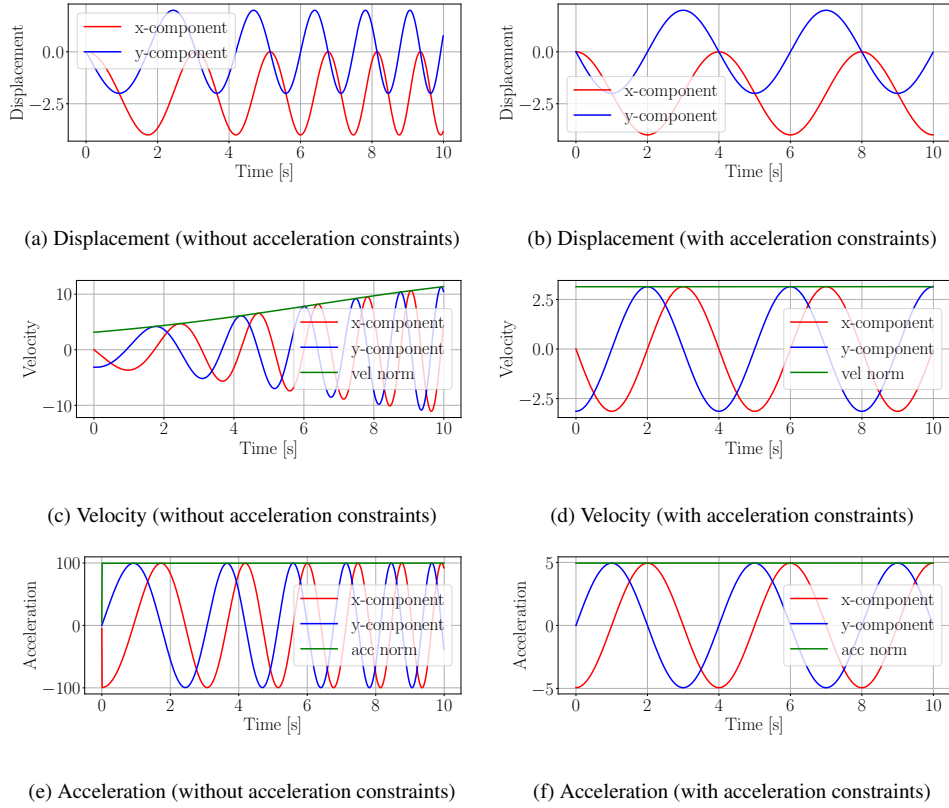 0.0
−2.5
Displacement
x-component
y-component
0 2 4 6 8 10
Time [s]
(a) Displacement (without acceleration constraints)
0.0
−2.5
Displacement
x-component
y-component
0 2 4 6 8 10
Time [s]
(b) Displacement (with acceleration constraints)
10
0
−10
Velocity
x-component
y-component
vel norm
0 2 4 6 8 10
Time [s]
(c) Velocity (without acceleration constraints)
2.5
0.0
−2.5
Velocity
x-component
y-component
vel norm
0 2 4 6 8 10
Time [s]
(d) Velocity (with acceleration constraints)
100
0
−100
Acceleration
x-component
y-component
acc norm
0 2 4 6 8 10
Time [s]
(e) Acceleration (without acceleration constraints)
5
0
−5
Acceleration
x-component
y-component
acc norm
0 2 4 6 8 10
Time [s]
(f) Acceleration (with acceleration constraints)